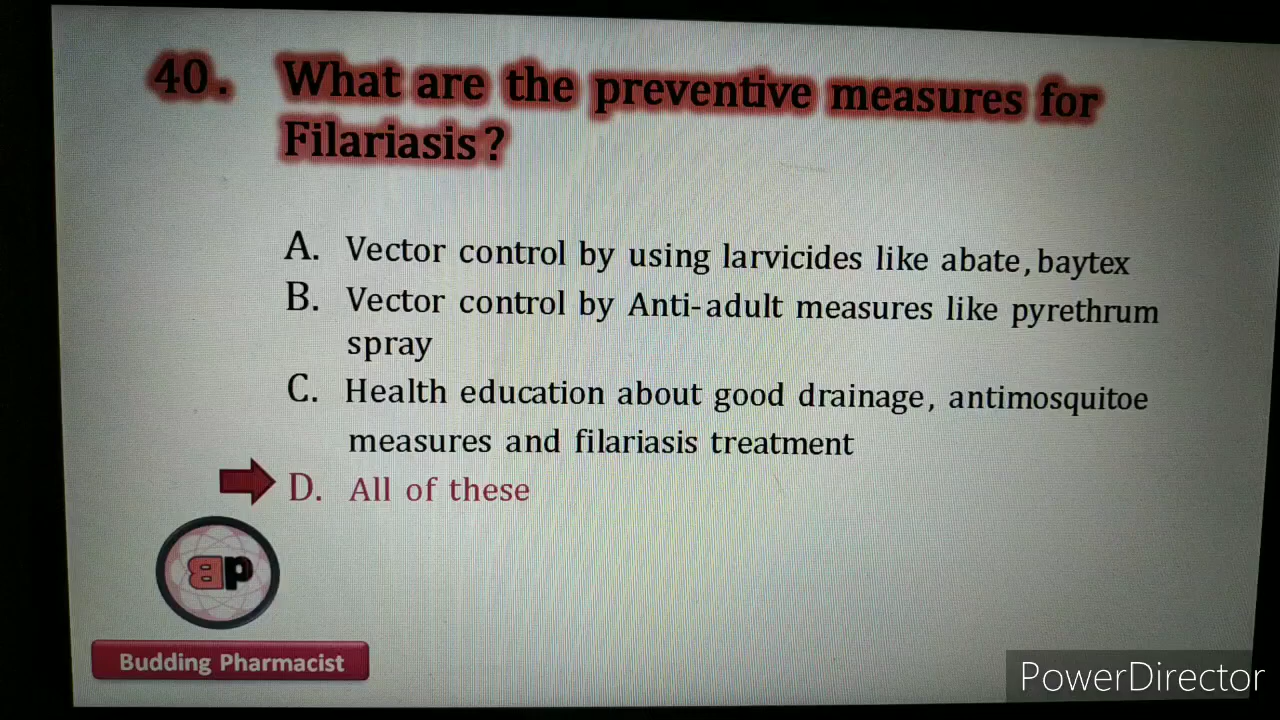 40. What are the preventive measures for
Filariasis?
A. Vector control by using larvicides like abate, baytex
B. Vector control by Anti-adult measures like pyrethrum
spray
C. Health education about good drainage, antimosquitoe
measures and filariasis treatment
D. All of these
BP
Budding Pharmacist
PowerDirector